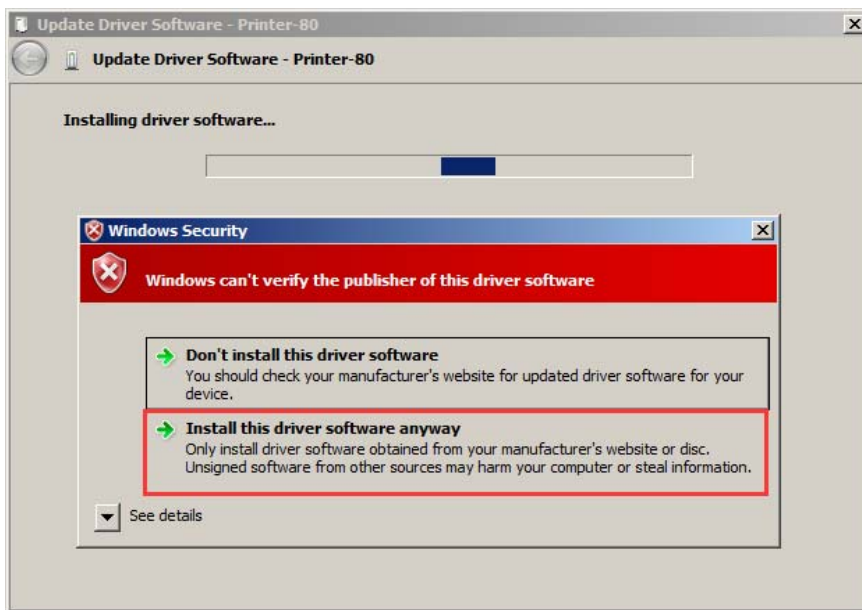 Update Driver Software - Printer-80
Update Driver Software - Printer-80
Installing driver software...
Windows Security
Windows can't verify the publisher of this driver software
Don't install this driver software
You should check your manufacturer's website for updated driver software for your
device.
Install this driver software anyway
Only install driver software obtained from your manufacturer's website or disc.
Unsigned software from other sources may harm your computer or steal information.
See details